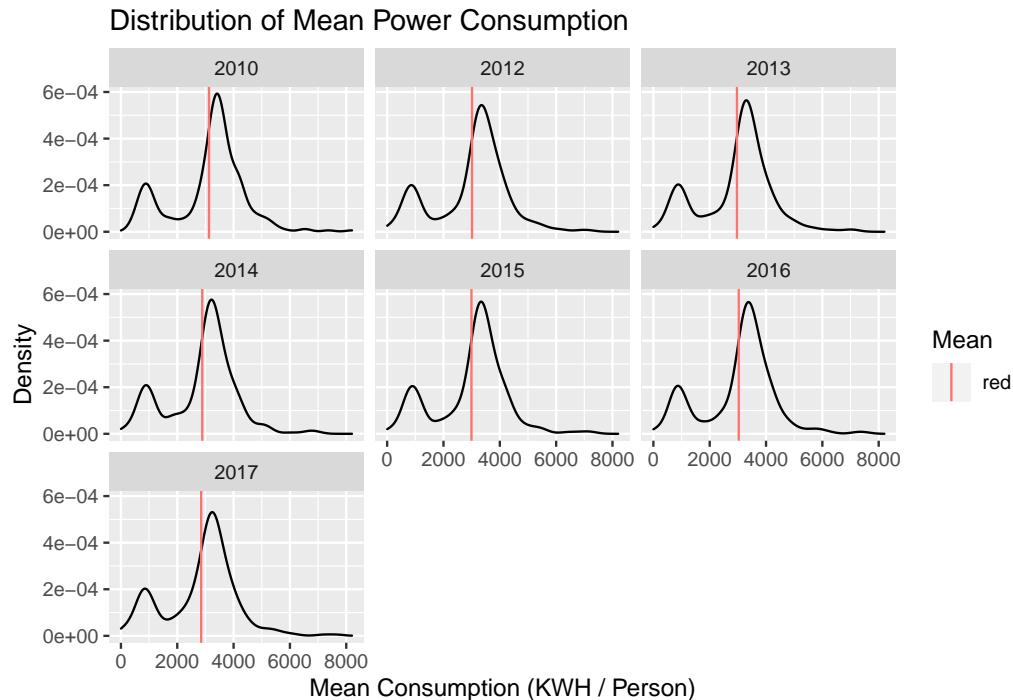 Distribution of Mean Power Consumption
2010 2012 2013
6e−04
4e−04
2e−04
0e+00
2014 2015 2016
6e−04
4e−04
2e−04
0e+00
0 2000 4000 6000 8000 0 2000 4000 6000 8000
2017
6e−04
4e−04
2e−04
0e+00
0 2000 4000 6000 8000
Density
Mean Consumption (KWH / Person)
Mean
red